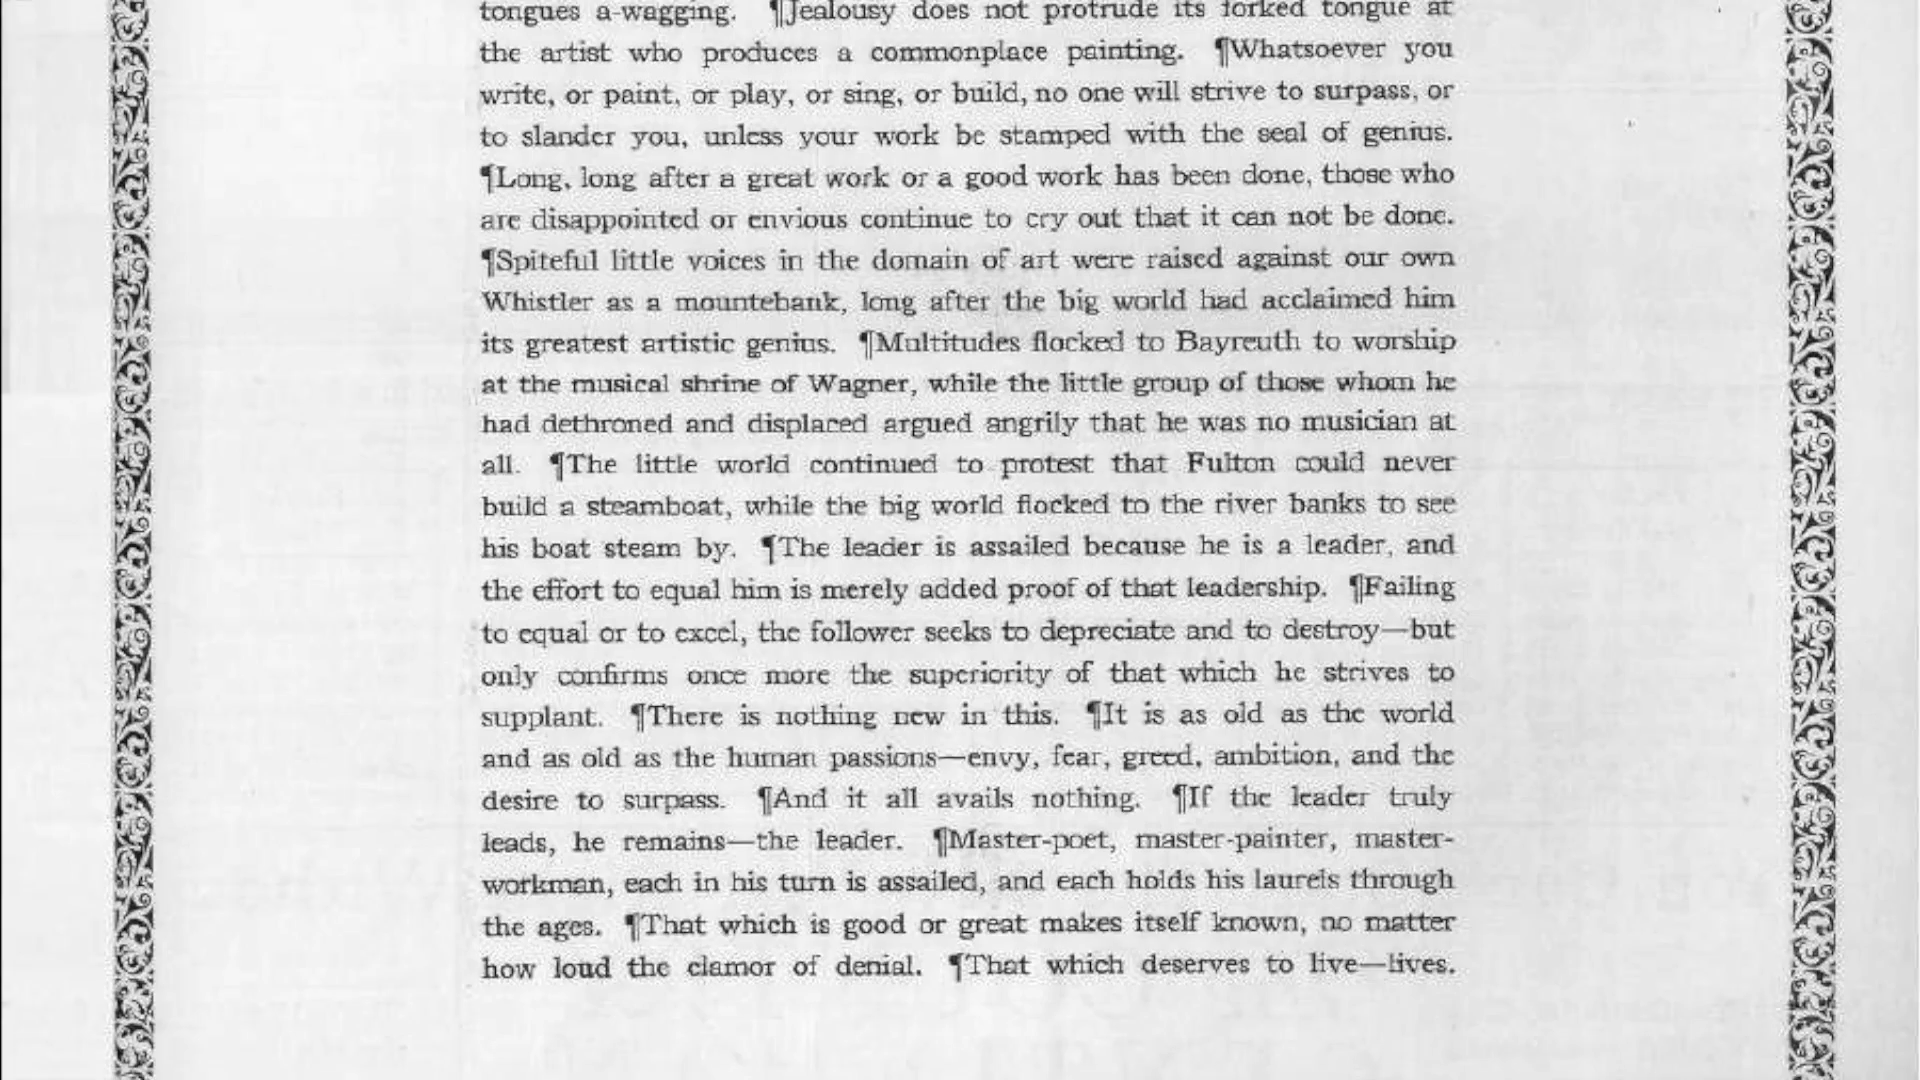 tongues a-wagging. ¶Jealousy does not protrude its forked tongue at
the artist who produces a commonplace painting. ¶Whatsoever you
write, or paint, or play, or sing, or build, no one will strive to surpass, or
to slander you, unless your work be stamped with the seal of genius.
¶Long, long after a great work or a good work has been done, those who
are disappointed or envious continue to cry out that it can not be done.
¶Spiteful little voices in the domain of art were raised against our own
Whistler as a mountebank, long after the big world had acclaimed him
its greatest artistic genius. ¶Multitudes flocked to Bayreuth to worship
at the musical shrine of Wagner, while the little group of those whom he
had dethroned and displaced argued angrily that he was no musician at
all. ¶The little world continued to protest that Fulton could never
build a steamboat, while the big world flocked to the river banks to see
his boat steam by. ¶The leader is assailed because he is a leader, and
the effort to equal him is merely added proof of that leadership. ¶Failing
to equal or to excel, the follower seeks to depreciate and to destroy—but
only confirms once more the superiority of that which he strives to
supplant. ¶There is nothing new in this. ¶It is as old as the world
and as old as the human passions—envy, fear, greed, ambition, and the
desire to surpass. ¶And it all avails nothing. ¶If the leader truly
leads, he remains—the leader. ¶Master-poet, master-painter, master-
workman, each in his turn is assailed, and each holds his laurels through
the ages. ¶That which is good or great makes itself known, no matter
how loud the clamor of denial. ¶That which deserves to live—lives.